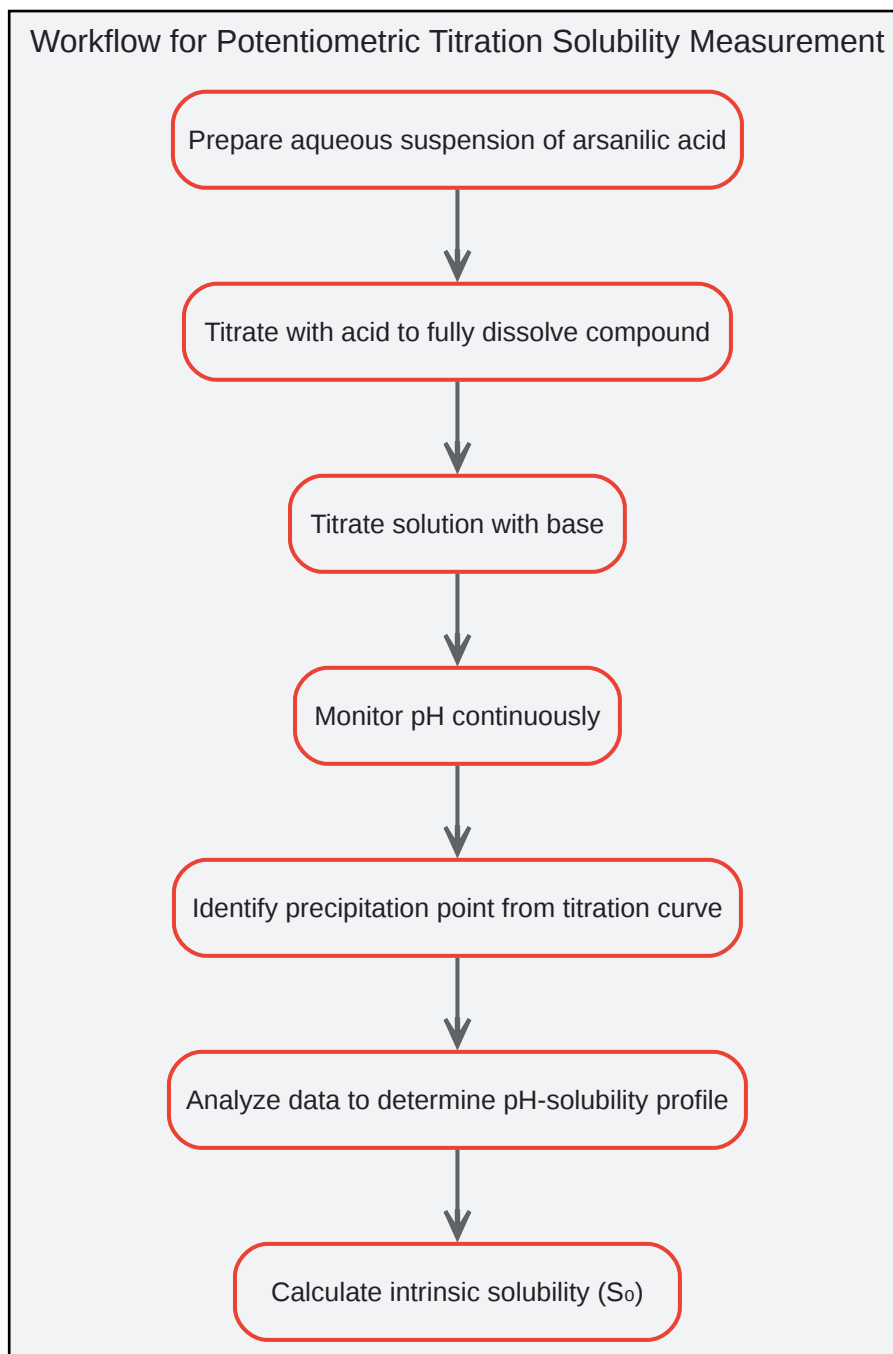 Workflow for Potentiometric Titration Solubility Measurement
Prepare aqueous suspension of arsanilic acid
Titrate with acid to fully dissolve compound
Titrate solution with base
Monitor pH continuously
Identify precipitation point from titration curve
Analyze data to determine pH-solubility profile
Calculate intrinsic solubility (S₀)